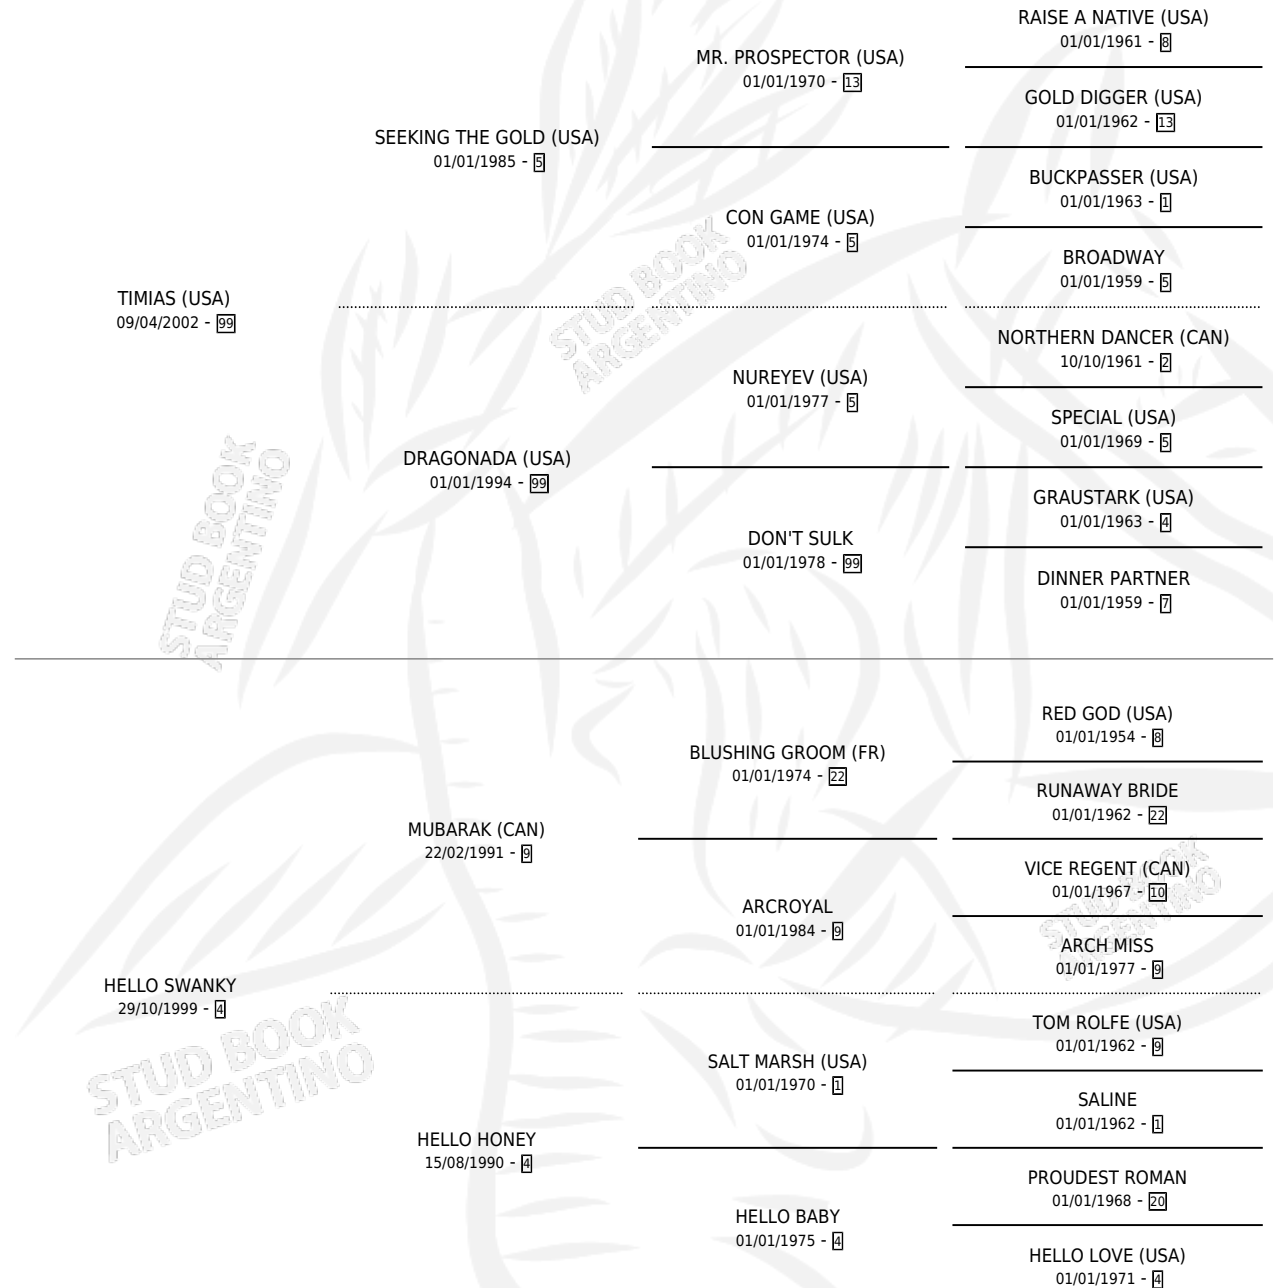 RAISE A NATIVE (USA)
01/01/1961 - 8
MR. PROSPECTOR (USA)
01/01/1970 - 13
GOLD DIGGER (USA)
01/01/1962 - 13
SEEKING THE GOLD (USA)
01/01/1985 - 5
BUCKPASSER (USA)
01/01/1963 - 1
CON GAME (USA)
01/01/1974 - 5
BROADWAY
01/01/1959 - 5
TIMIAS (USA)
09/04/2002 - 99
NORTHERN DANCER (CAN)
10/10/1961 - 2
NUREYEV (USA)
01/01/1977 - 5
SPECIAL (USA)
01/01/1969 - 5
DRAGONADA (USA)
01/01/1994 - 99
GRAUSTARK (USA)
01/01/1963 - 4
DON'T SULK
01/01/1978 - 99
DINNER PARTNER
01/01/1959 - 7
RED GOD (USA)
01/01/1954 - 8
BLUSHING GROOM (FR)
01/01/1974 - 22
RUNAWAY BRIDE
01/01/1962 - 22
MUBARAK (CAN)
22/02/1991 - 9
VICE REGENT (CAN)
01/01/1967 - 10
ARCROYAL
01/01/1984 - 9
ARCH MISS
01/01/1977 - 9
HELLO SWANKY
29/10/1999 - 4
TOM ROLFE (USA)
01/01/1962 - 9
SALT MARSH (USA)
01/01/1970 - 1
SALINE
01/01/1962 - 1
HELLO HONEY
15/08/1990 - 4
PROUDEST ROMAN
01/01/1968 - 20
HELLO BABY
01/01/1975 - 4
HELLO LOVE (USA)
01/01/1971 - 4
STUD BOOK
ARGENTINO
STUD BOOK
ARGENTINO
STUD BOOK
ARGENTINO
STUD BOOK
ARGENTINO